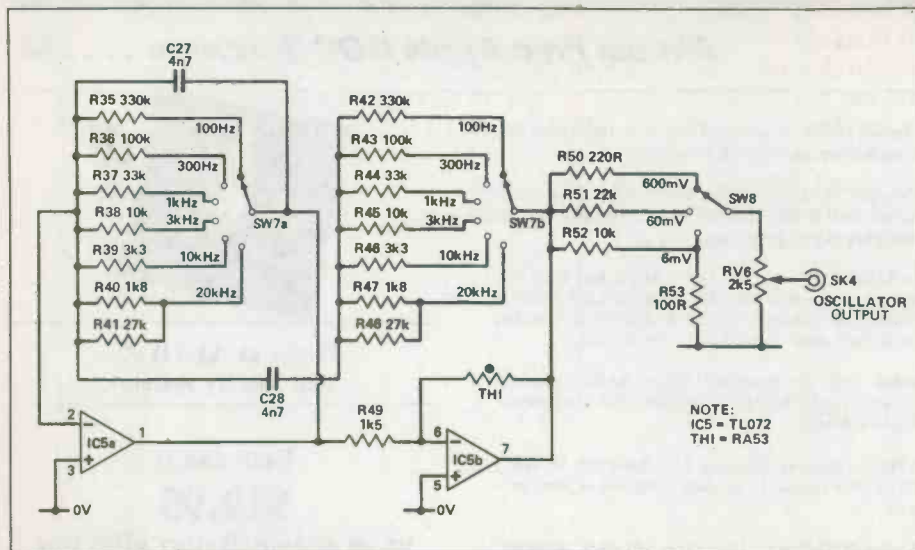 C27
4n7
R35 330k
100Hz
R36 100k
300Hz
R37 33k
1kHz
R38 10k
3kHz
SW7a
R39 3k3
10kHz
R40 1k8
20kHz
R41 27k
R42 330k
100Hz
R43 100k
300Hz
R44 33k
1kHz
R45 10k
3kHz
SW7b
R46 3k3
10kHz
R47 1k8
20kHz
R46 27k
C28
4n7
R50 220R
600mV
SW8
R51 22k
60mV
R52 10k
6mV
R53
100R
RV6
2k5
SK4
OSCILLATOR
OUTPUT
TH1
NOTE:
IC5 = TL072
TH1 = RA53
2
IC5a
1
3
0V
R49
1k5
6
IC5b
7
5
0V